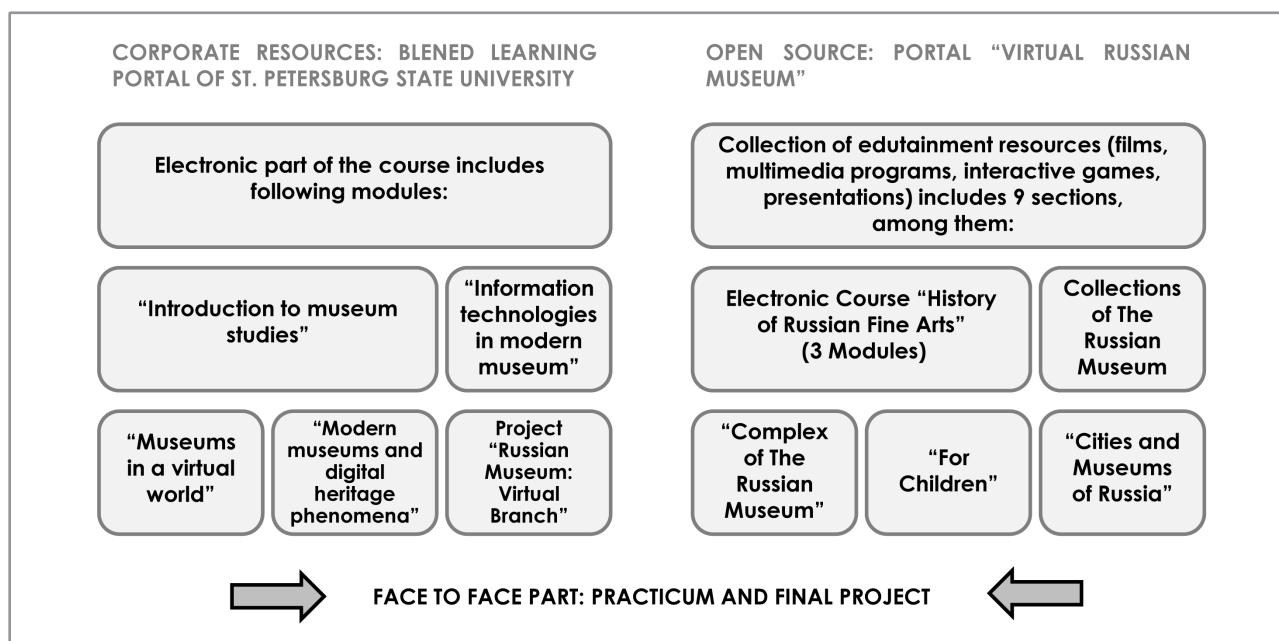 CORPORATE RESOURCES: BLENED LEARNING
PORTAL OF ST. PETERSBURG STATE UNIVERSITY
Electronic part of the course includes
following modules:
“Introduction to museum
studies”
“Information
technologies
in modern
museum”
“Museums
in a virtual
world”
“Modern
museums and
digital
heritage
phenomena”
Project
“Russian
Museum:
Virtual
Branch”
OPEN SOURCE: PORTAL “VIRTUAL RUSSIAN
MUSEUM”
Collection of edutainment resources (films,
multimedia programs, interactive games,
presentations) includes 9 sections,
among them:
Electronic Course “History
of Russian Fine Arts”
(3 Modules)
Collections
of The
Russian
Museum
“Complex
of The
Russian
Museum”
“For
Children”
“Cities and
Museums
of Russia”
FACE TO FACE PART: PRACTICUM AND FINAL PROJECT